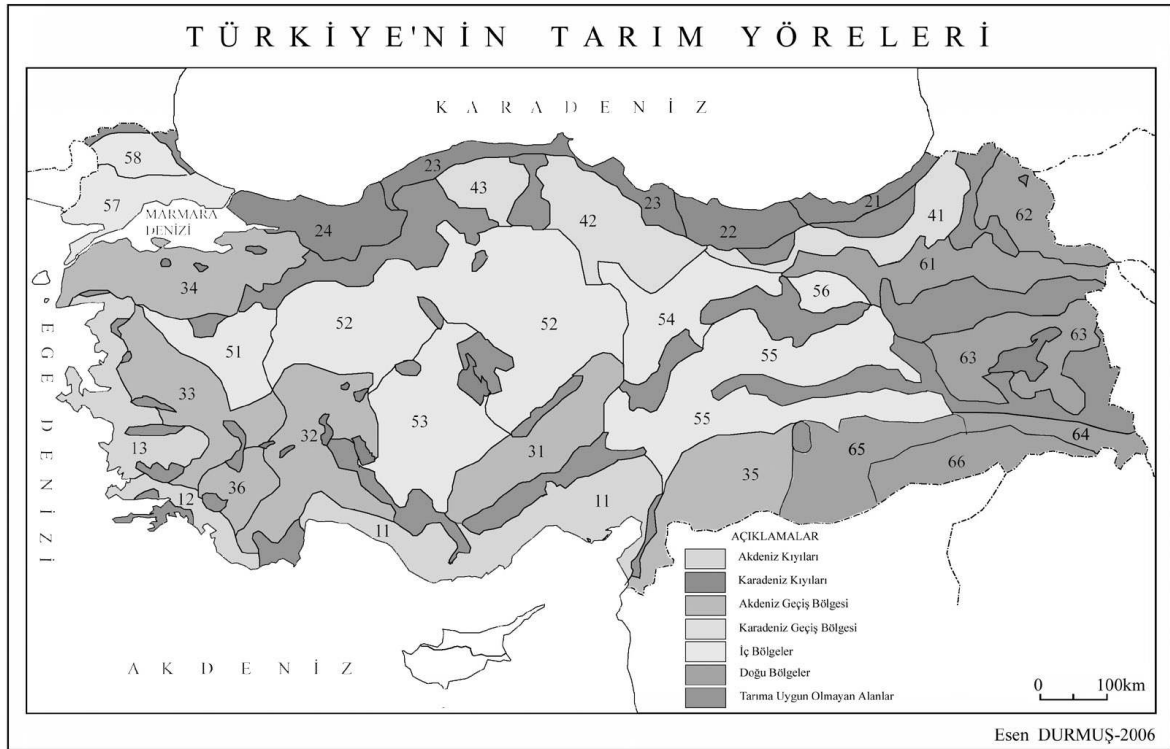 TÜRKİYE'NİN TARIM YÖRELERİ
KARADENİZ
58
57
MARMARA
DENİZİ
EGE DENİZİ
23
43
42
23
24
22
21
41
62
61
34
52
52
54
56
51
55
63
63
33
53
32
55
64
13
31
65
66
35
36
12
11
11
AKDENİZ
AÇIKLAMALAR
Akdeniz Kıyıları
Karadeniz Kıyıları
Akdeniz Geçiş Bölgesi
Karadeniz Geçiş Bölgesi
İç Bölgeler
Doğu Bölgeler
Tarıma Uygun Olmayan Alanlar
0 100km
Esen DURMUŞ-2006